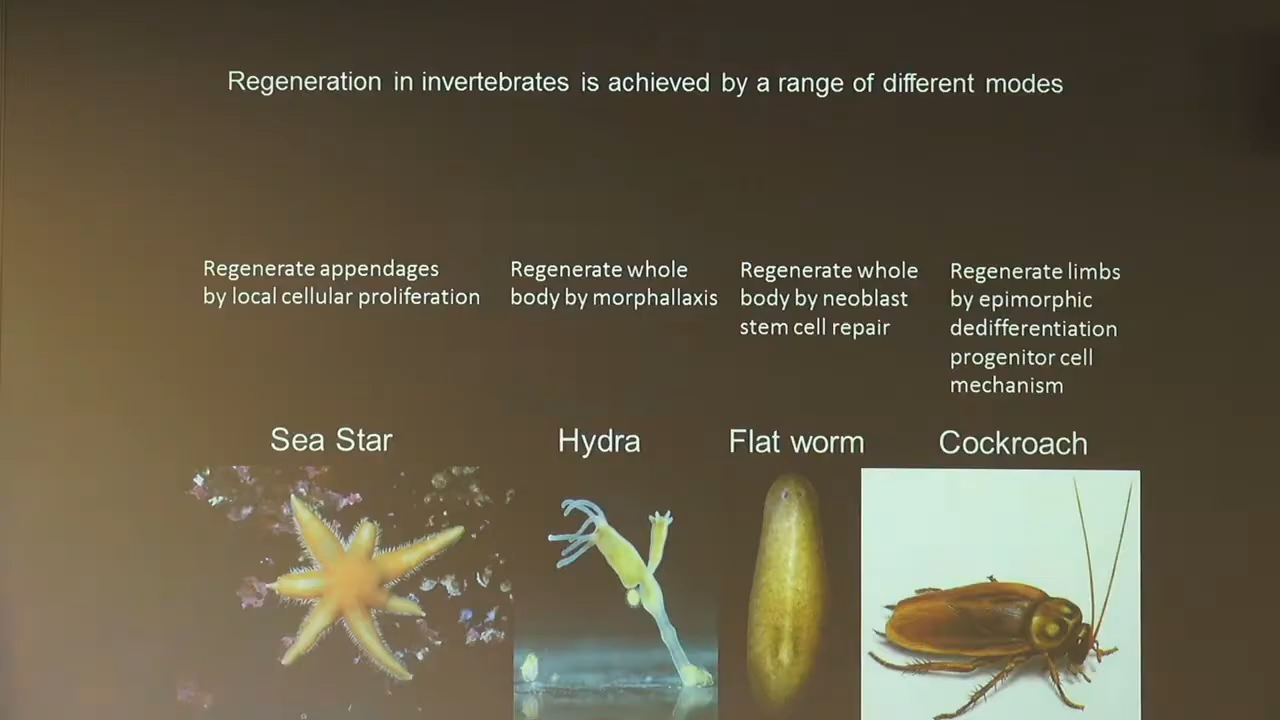 Regeneration in invertebrates is achieved by a range of different modes
Regenerate appendages
by local cellular proliferation
Regenerate whole
body by morphallaxis
Regenerate whole
body by neoblast
stem cell repair
Regenerate limbs
by epimorphic
dedifferentiation
progenitor cell
mechanism
Sea Star
Hydra
Flat worm
Cockroach